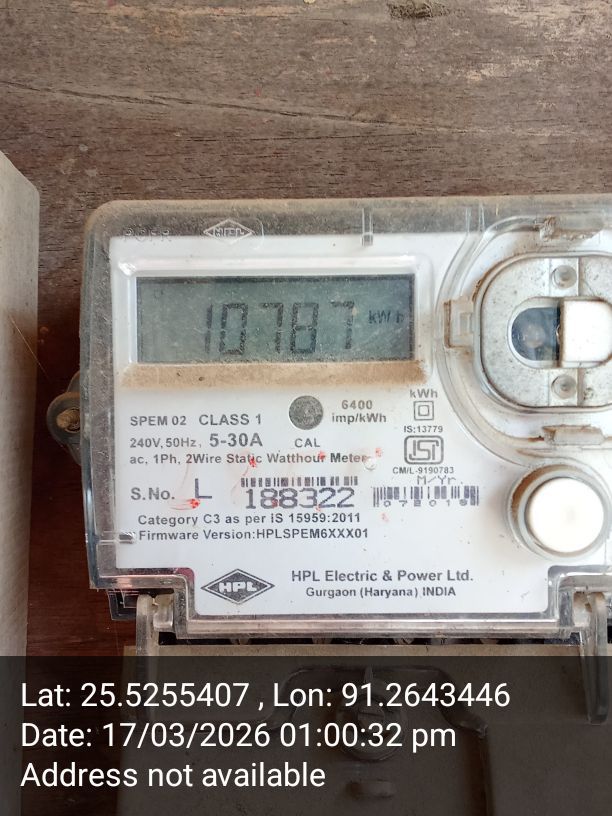 HPL
10787 kWh
6400
imp/kWh
kWh
SPEM 02 CLASS 1
240V, 50Hz, 5-30A CAL
IS:13779
ac, 1Ph, 2Wire Static Watthour Meter
CM/L-9190783
M/Yr.
S.No. L 188322
Category C3 as per IS 15959:2011
Firmware Version:HPLSPEM6XXX01
HPL HPL Electric & Power Ltd.
Gurgaon (Haryana) INDIA
Lat: 25.5255407 , Lon: 91.2643446
Date: 17/03/2026 01:00:32 pm
Address not available